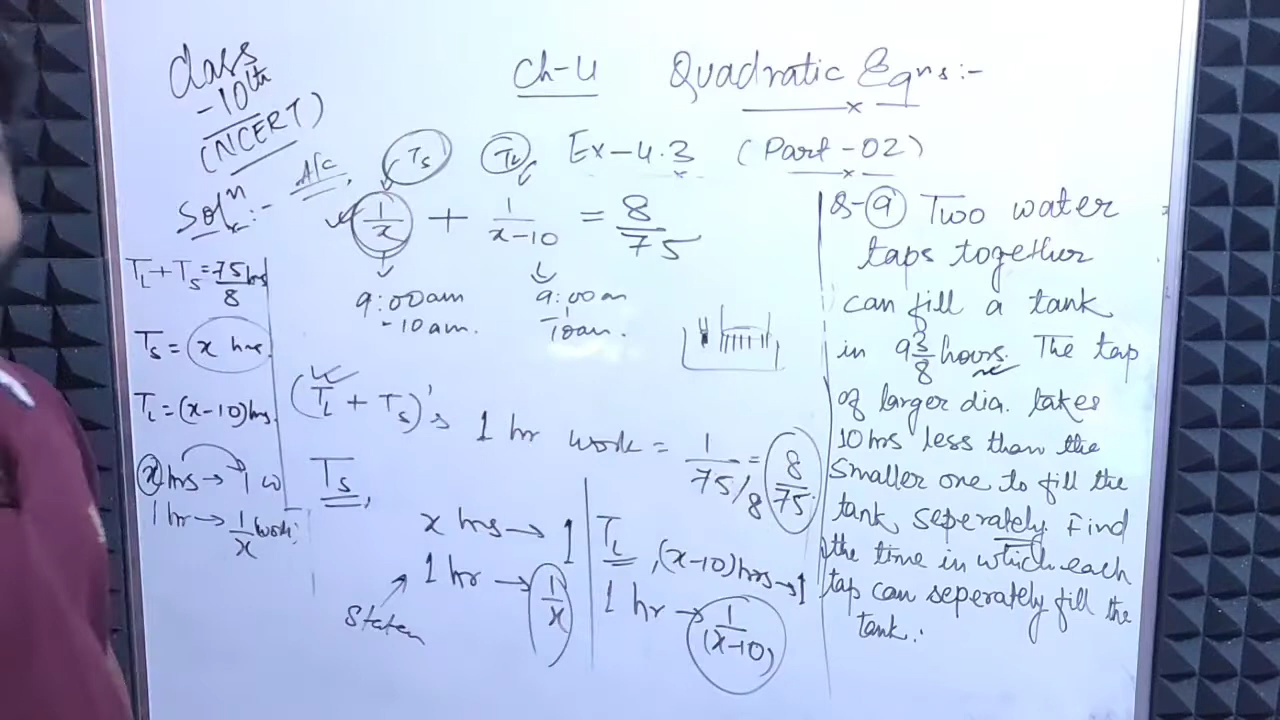 Class
-10th
(NCERT)
Ch-4 Quadratic Eqns:-
Ex-4.3 (Part-02)
Soln:- A/c,
Ts TL
1/x + 1/x-10 = 8/75
9:00am
-10am.
9:00am
-10am.
TL + Ts = 75/8 hrs
Ts = x hrs
TL = (x-10)hrs.
x hrs → 1 w
1 hr → 1/x work
(TL + Ts)'s 1 hr work = 1/75/8 = 8/75
Ts,
x hrs → 1
1 hr → 1/x
TL, (x-10)hrs → 1
1 hr → 1/(x-10)
8-9 Two water
taps together
can fill a tank
in 9 3/8 hours. The tap
of larger dia. takes
10 hrs less than the
smaller one to fill the
tank seperately. Find
the time in which each
tap can seperately fill the
tank.